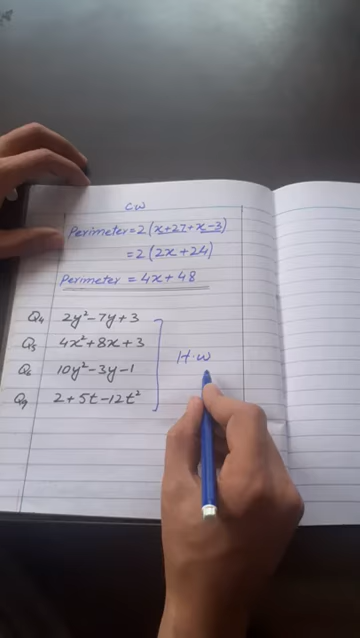 CW
Perimeter = 2(x+27+x-3)
= 2(2x+24)
Perimeter = 4x+48
Q4 2y²-7y+3
Q5 4x²+8x+3
Q6 10y²-3y-1
Q7 2+5t-12t²
H.W